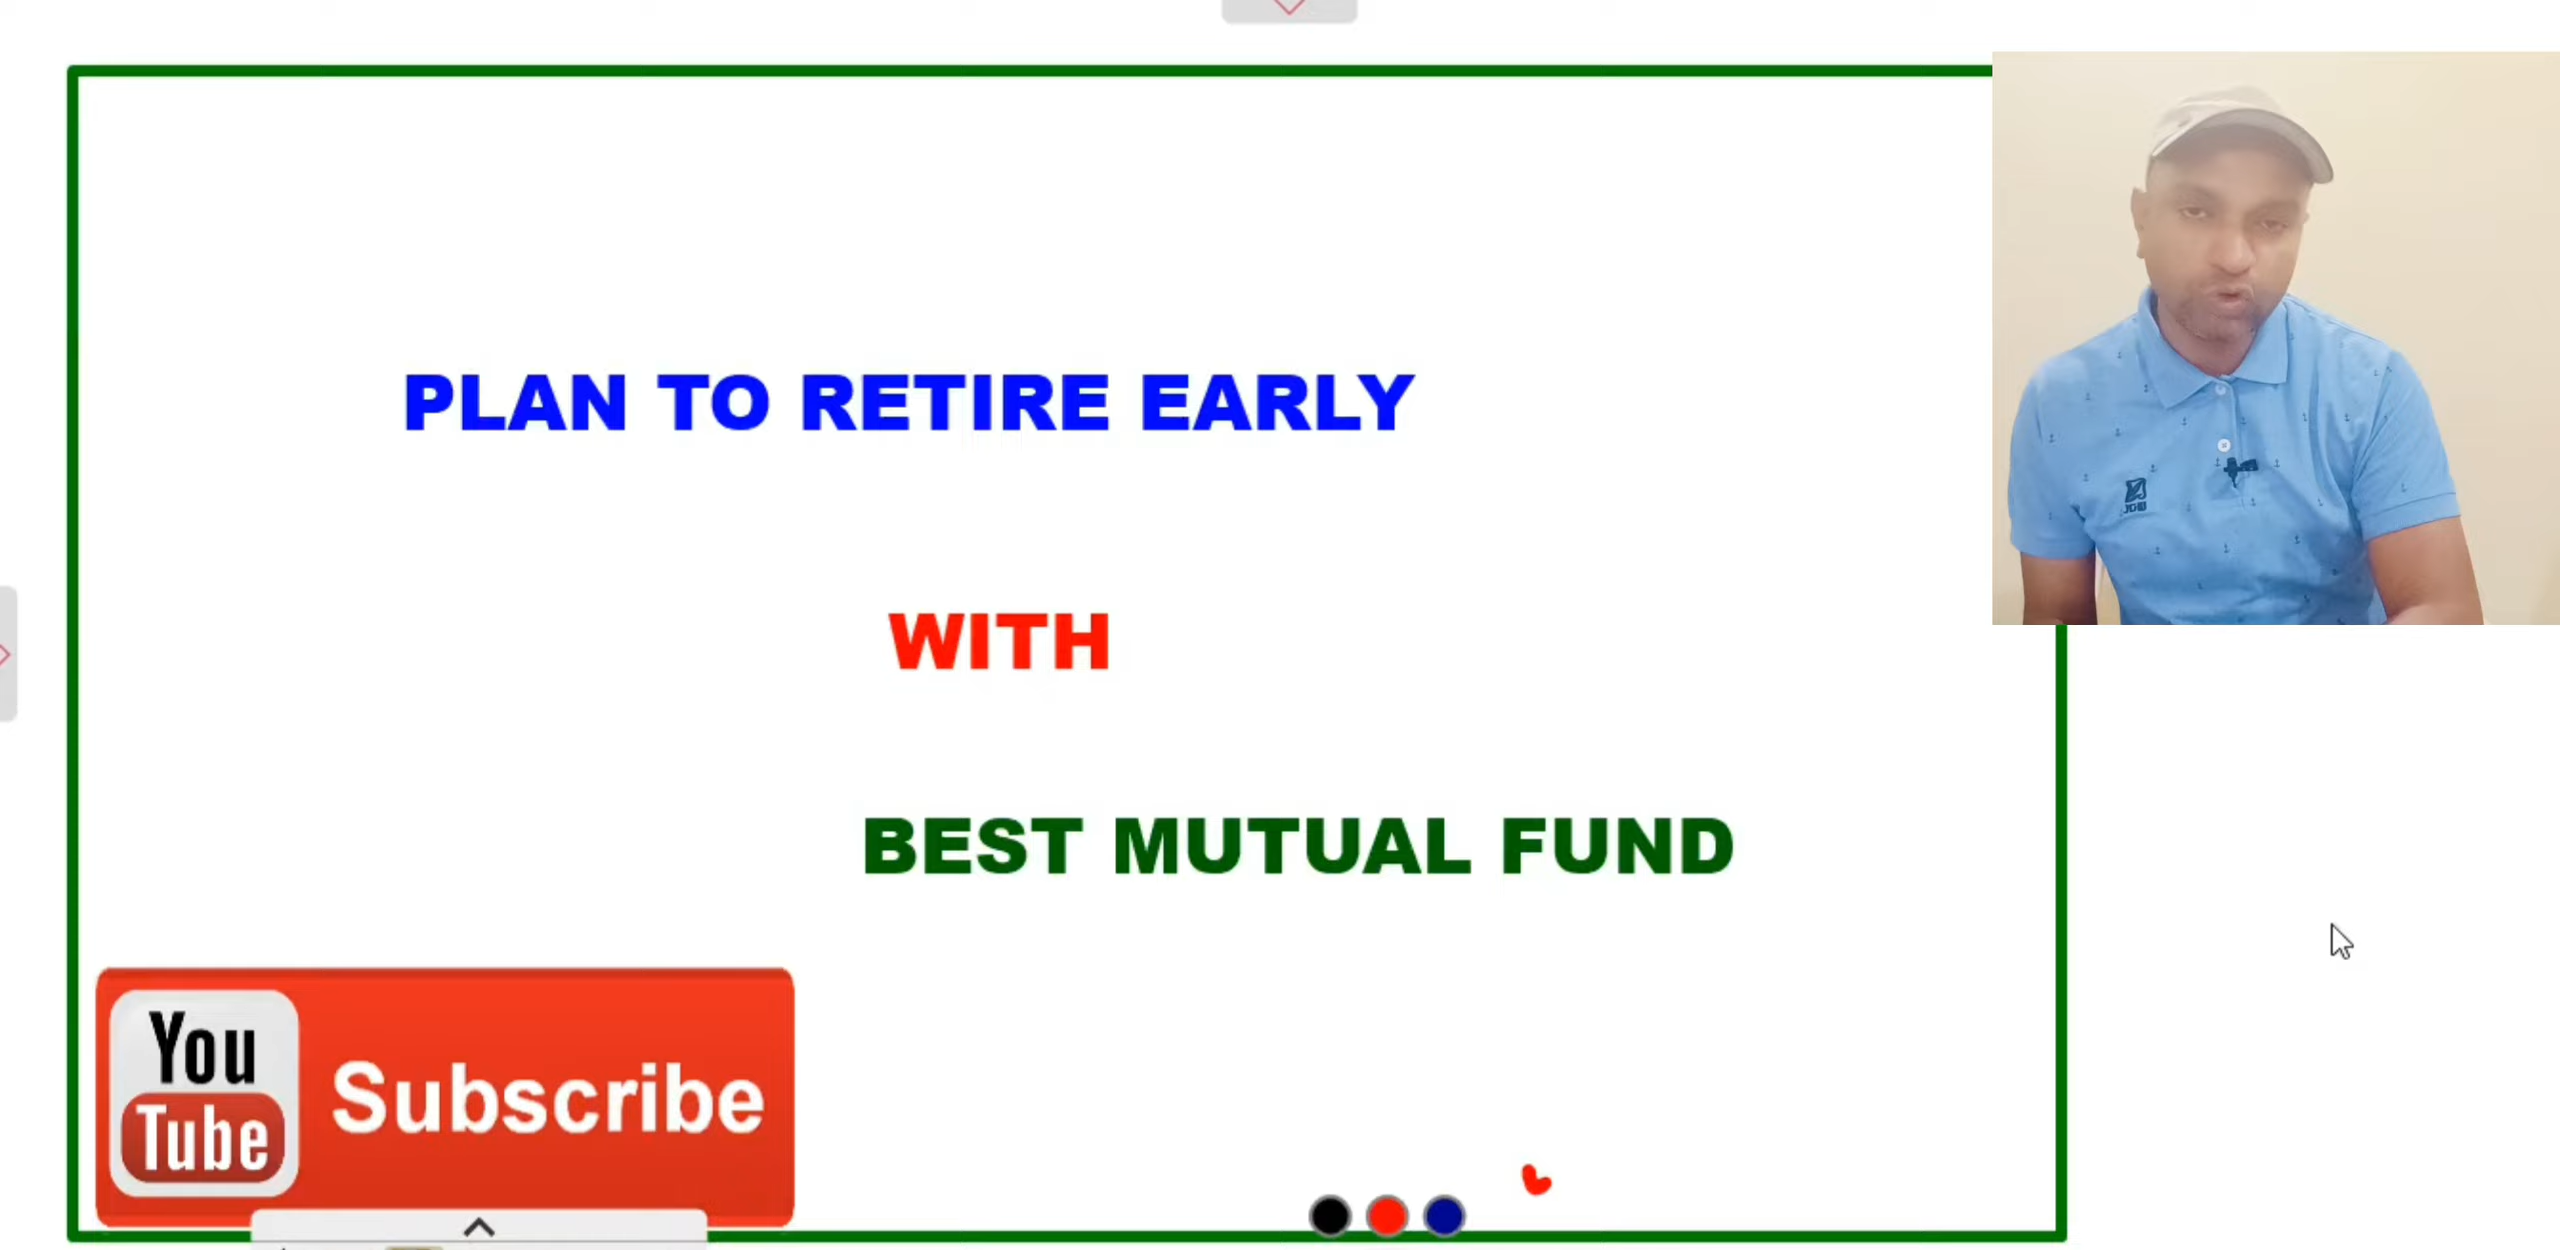 PLAN TO RETIRE EARLY
WITH
BEST MUTUAL FUND
You
Tube
Subscribe